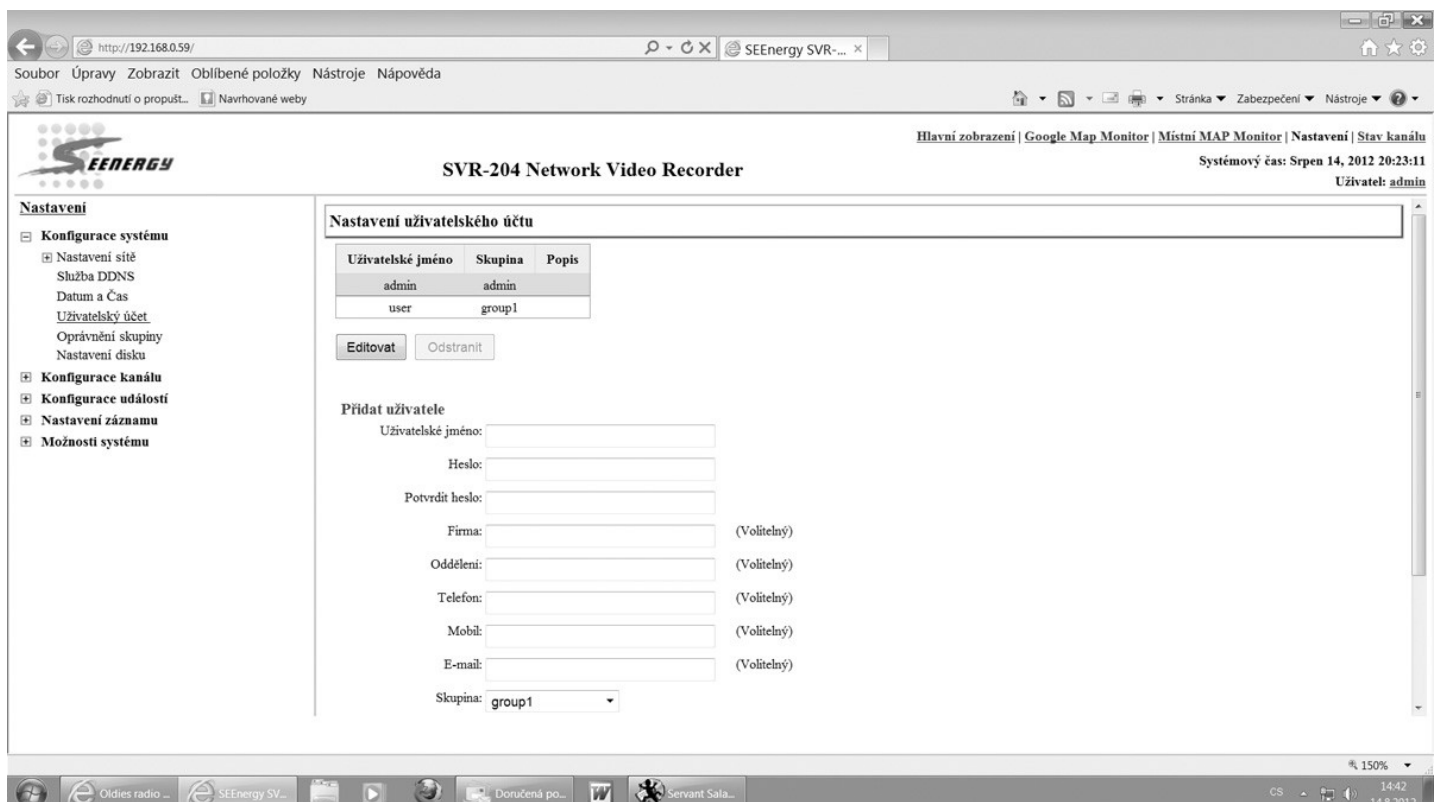 http://192.168.0.59/
SEEnergy SVR-...
Soubor Úpravy Zobrazit Oblíbené položky Nástroje Nápověda
Tisk rozhodnutí o propušt... Navrhované weby
Stránka Zabezpečení Nástroje
SEENERGY
Hlavní zobrazení | Google Map Monitor | Místní MAP Monitor | Nastavení | Stav kanálu
SVR-204 Network Video Recorder
Systémový čas: Srpen 14, 2012 20:23:11
Uživatel: admin
Nastavení
Konfigurace systému
Nastavení sítě
Služba DDNS
Datum a Čas
Uživatelský účet
Oprávnění skupiny
Nastavení disku
Konfigurace kanálu
Konfigurace událostí
Nastavení záznamu
Možnosti systému
Nastavení uživatelského účtu
Uživatelské jméno Skupina Popis
admin admin
user group1
Editovat Odstranit
Přidat uživatele
Uživatelské jméno:
Heslo:
Potvrdit heslo:
Firma: (Volitelný)
Oddělení: (Volitelný)
Telefon: (Volitelný)
Mobil: (Volitelný)
E-mail: (Volitelný)
Skupina: group1
150%
Oldies radio ... SEEnergy SV... Doručená po... Servant Sala... CS 14:42
14.8.2012